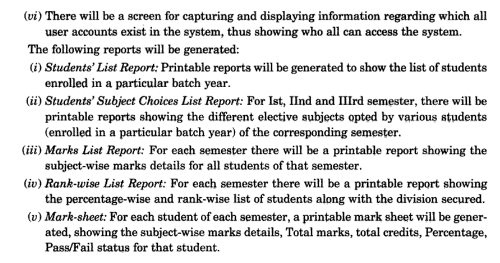 (vi) There will be a screen for capturing and displaying information regarding which all
user accounts exist in the system, thus showing who all can access the system.
The following reports will be generated:
(i) Students' List Report: Printable reports will be generated to show the list of students
enrolled in a particular batch year.
(ii) Students' Subject Choices List Report: For Ist, IInd and IIIrd semester, there will be
printable reports showing the different elective subjects opted by various students
(enrolled in a particular batch year) of the corresponding semester.
(iii) Marks List Report: For each semester there will be a printable report showing the
subject-wise marks details for all students of that semester.
(iv) Rank-wise List Report: For each semester there will be a printable report showing
the percentage-wise and rank-wise list of students along with the division secured.
(v) Mark-sheet: For each student of each semester, a printable mark sheet will be gener-
ated, showing the subject-wise marks details, Total marks, total credits, Percentage,
Pass/Fail status for that student.